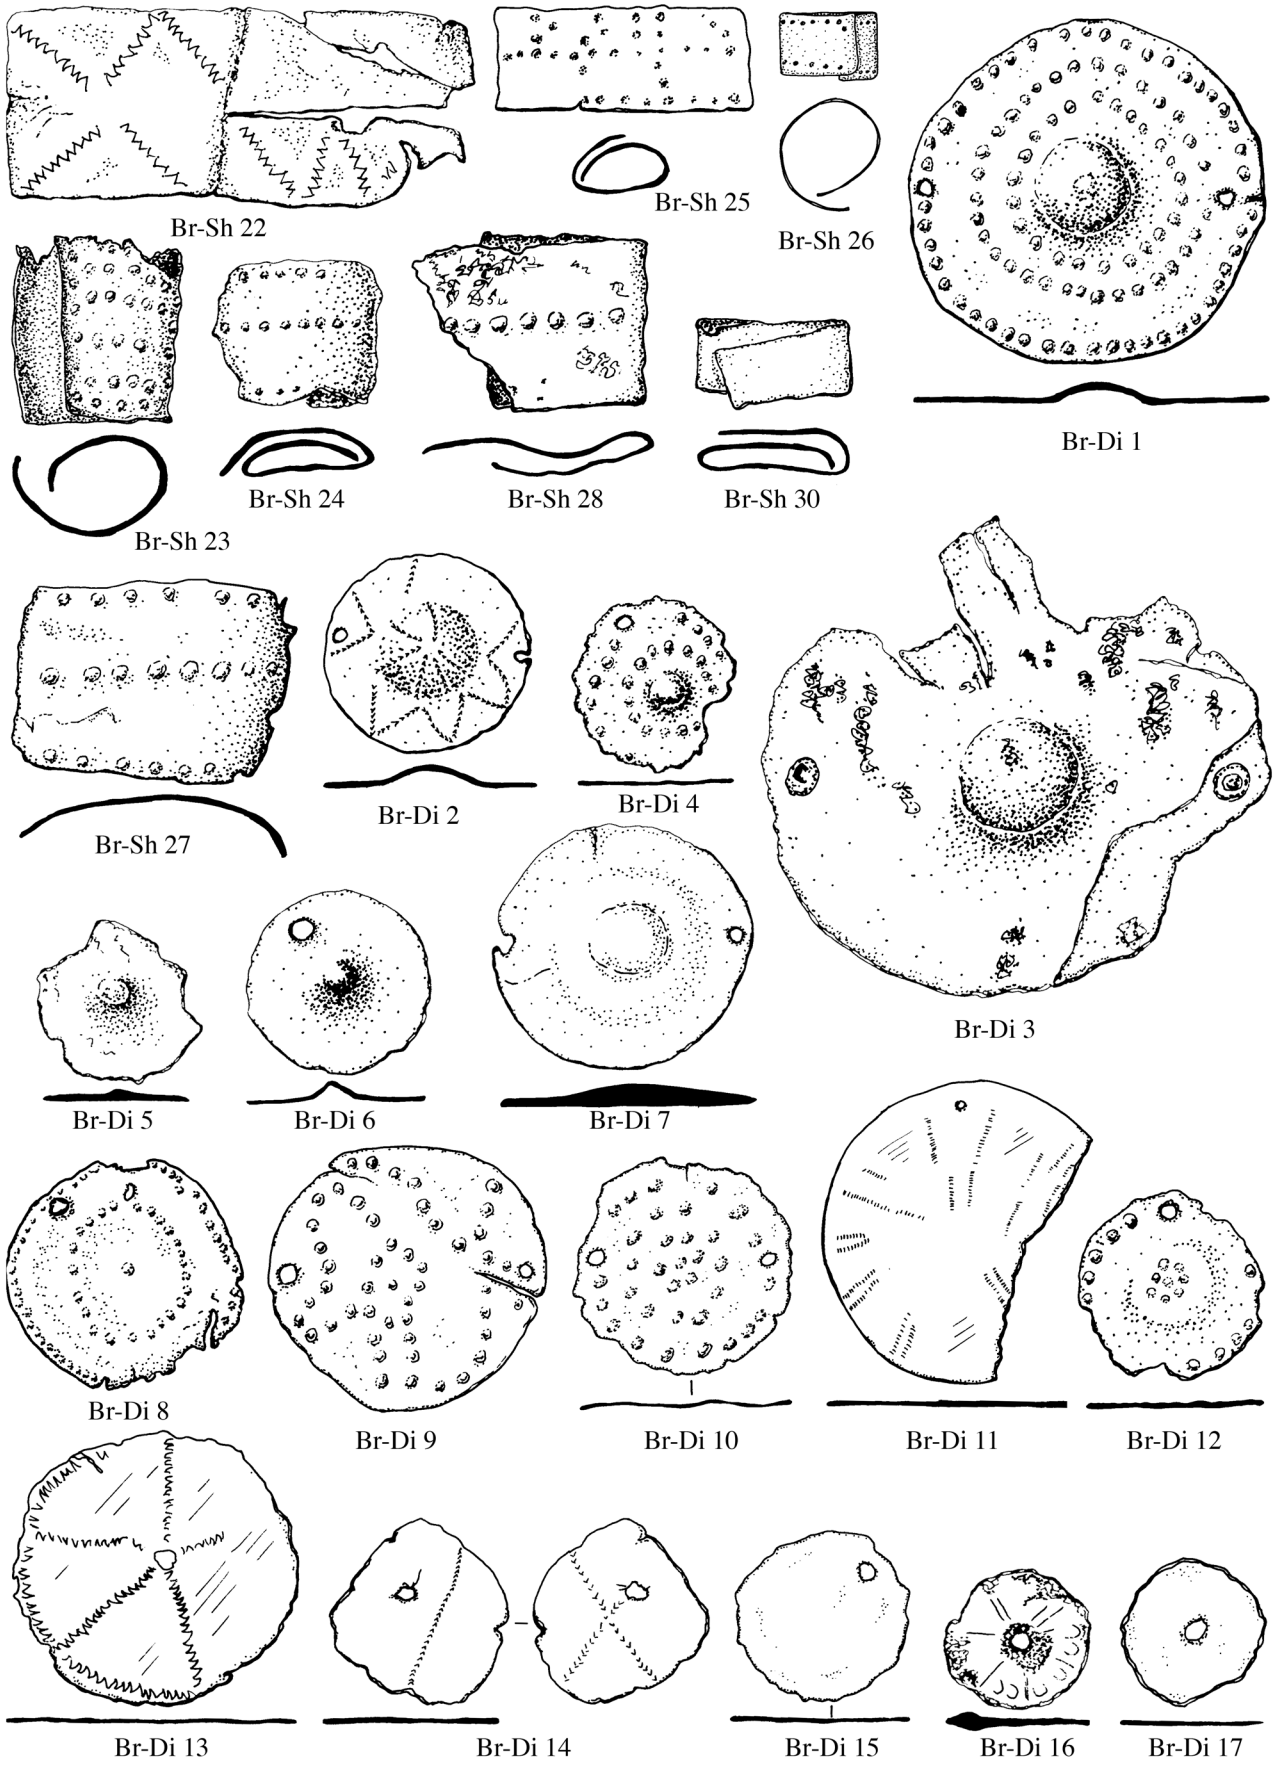 Br-Sh 22
Br-Sh 25
Br-Sh 26
Br-Di 1
Br-Sh 23
Br-Sh 24
Br-Sh 28
Br-Sh 30
Br-Sh 27
Br-Di 2
Br-Di 4
Br-Di 3
Br-Di 5
Br-Di 6
Br-Di 7
Br-Di 8
Br-Di 9
Br-Di 10
Br-Di 11
Br-Di 12
Br-Di 13
Br-Di 14
Br-Di 15
Br-Di 16
Br-Di 17